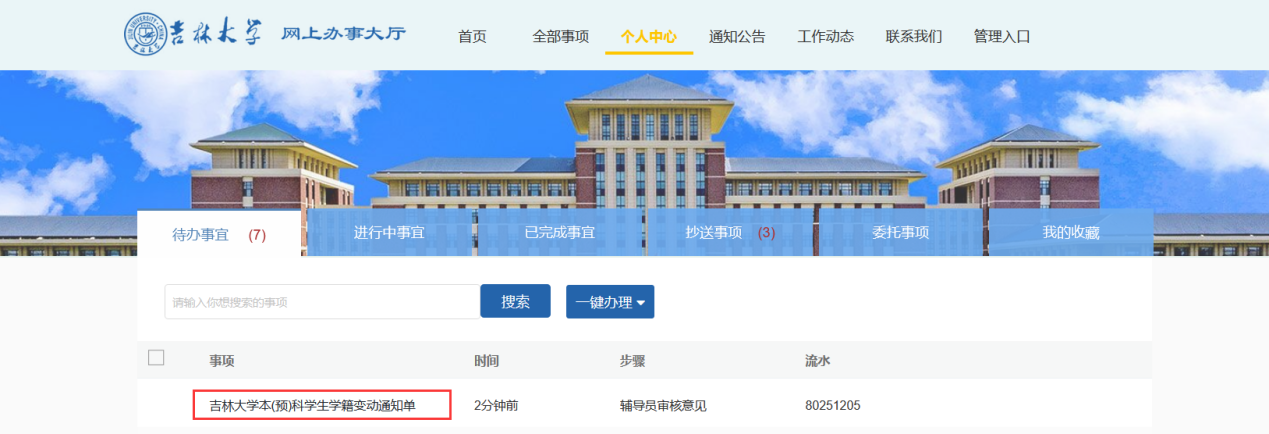 吉林大学 网上办事大厅 首页 全部事项 个人中心 通知公告 工作动态 联系我们 管理入口
待办事宜 (7) 进行中事宜 已完成事宜 抄送事项 (3) 委托事项 我的收藏
请输入你想搜索的事项 搜索 一键办理
事项 时间 步骤 流水
吉林大学本(预)科学生学籍变动通知单 2分钟前 辅导员审核意见 80251205